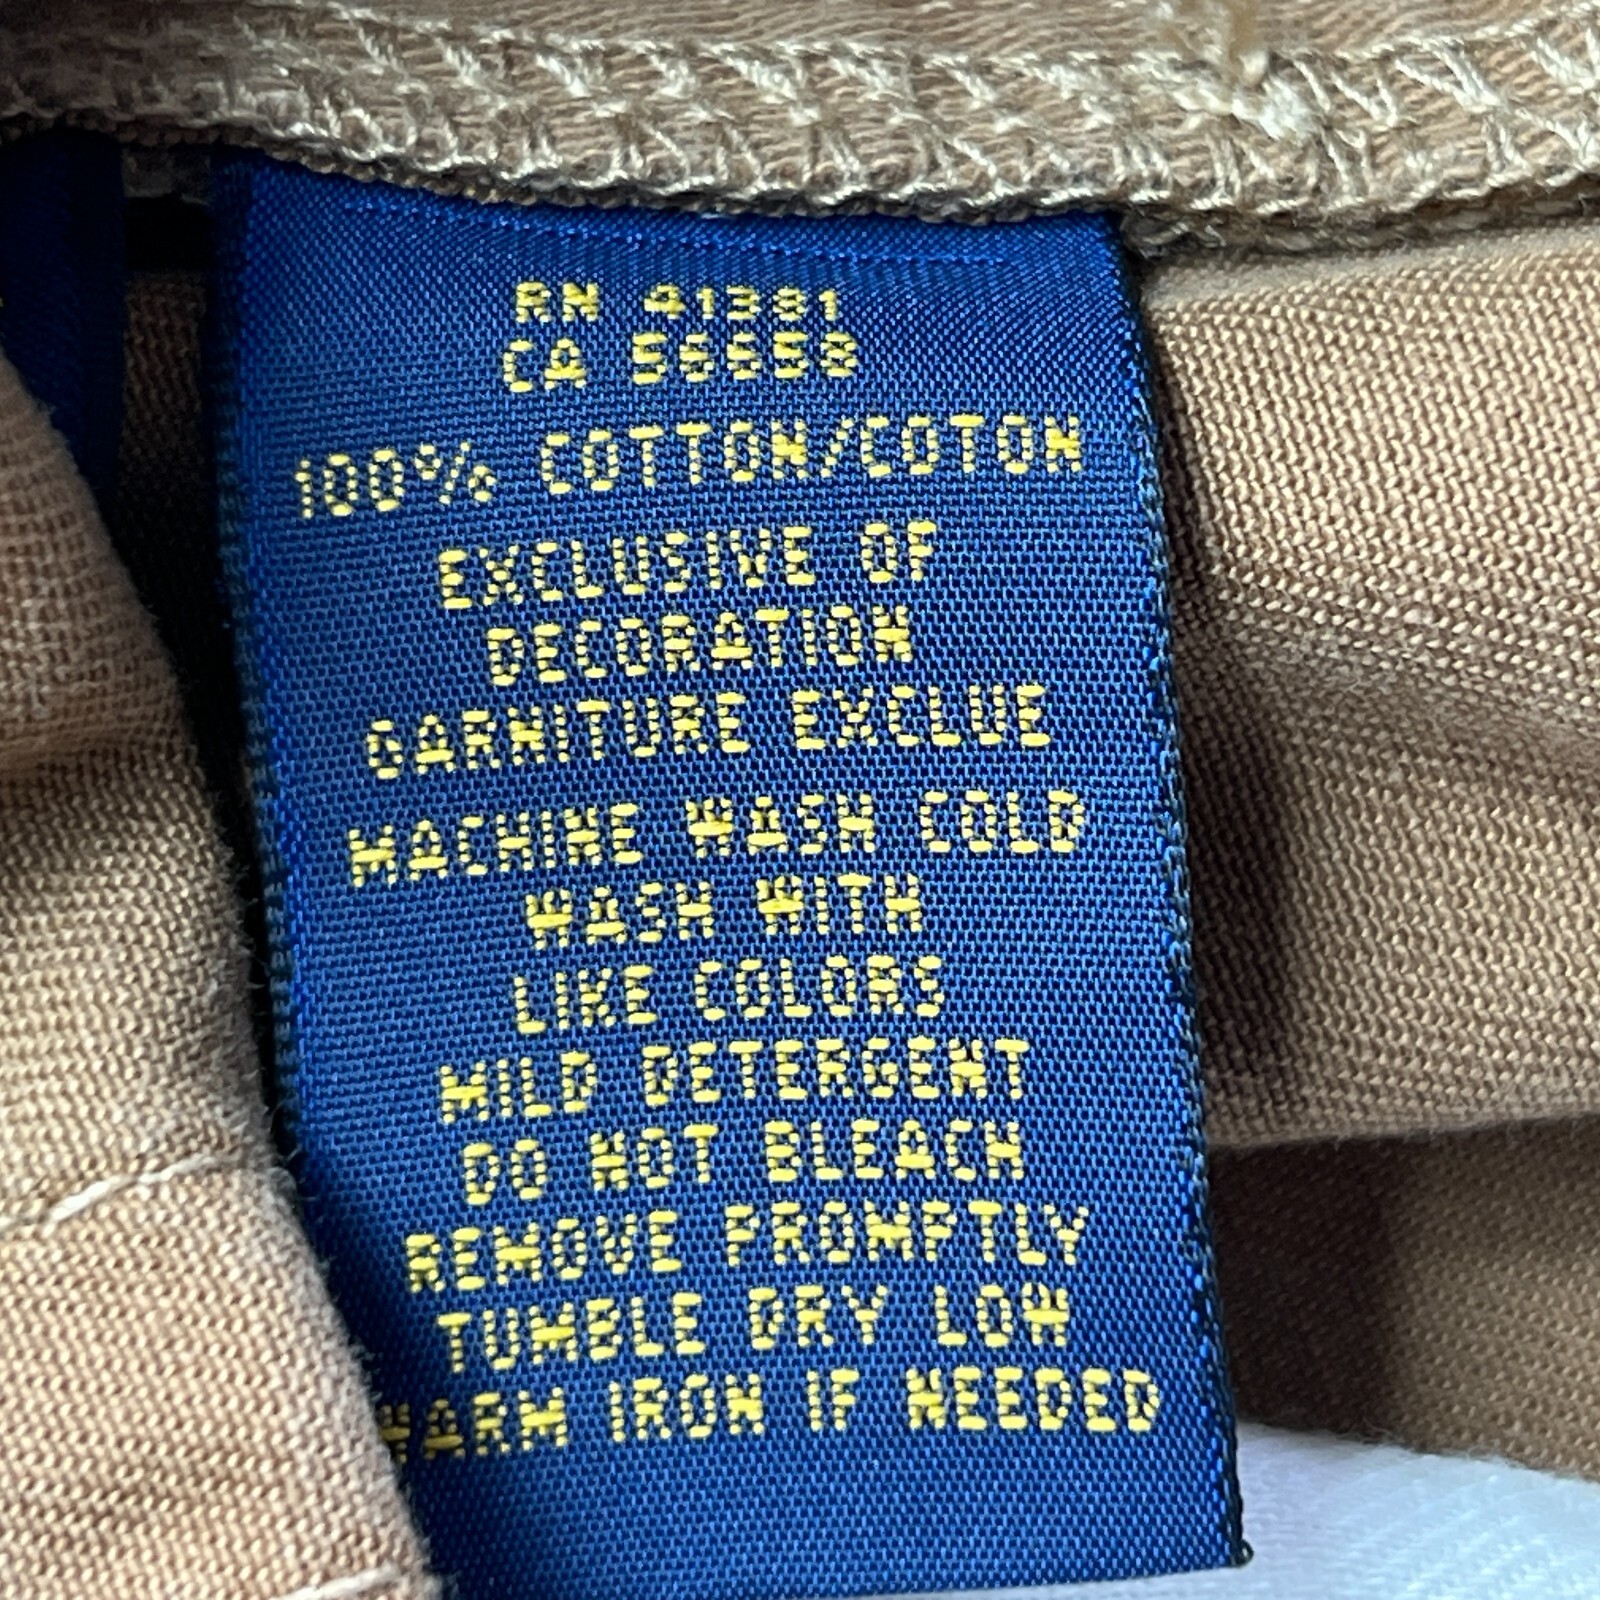 RN 41381
CA 56658
100% COTTON/COTON
EXCLUSIVE OF
DECORATION
GARNITURE EXCLUE
MACHINE WASH COLD
WASH WITH
LIKE COLORS
MILD DETERGENT
DO NOT BLEACH
REMOVE PROMPTLY
TUMBLE DRY LOW
WARM IRON IF NEEDED